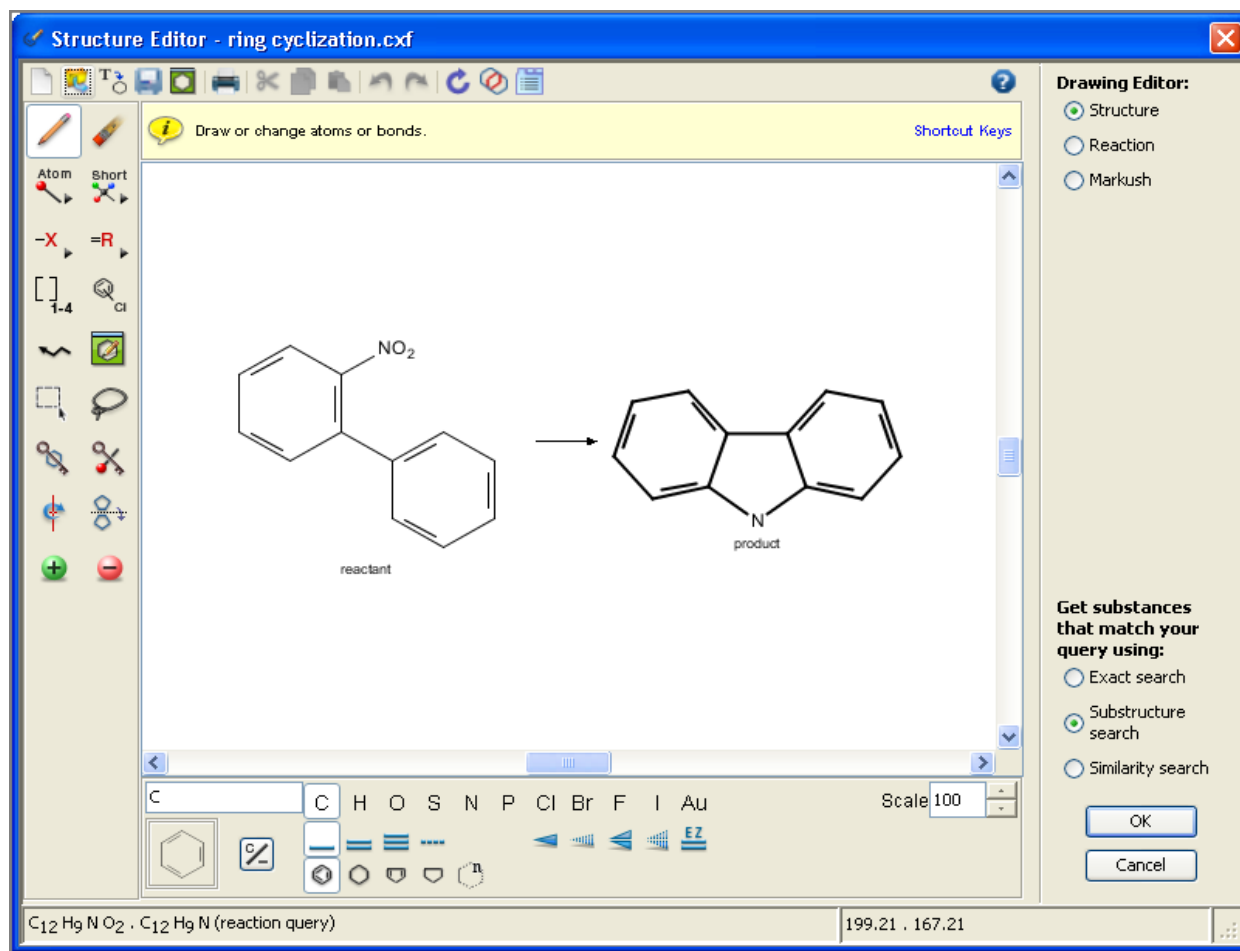 Structure Editor - ring cyclization.cxf
T
Drawing Editor:
Structure
Reaction
Markush
i Draw or change atoms or bonds. Shortcut Keys
Atom Short
-X =R
[ ] 1-4 Cl
NO2
N
product
reactant
Get substances
that match your
query using:
Exact search
Substructure
search
Similarity search
C C H O S N P Cl Br F I Au Scale 100
C
EZ
n
OK
Cancel
C12 H9 N O2 . C12 H9 N (reaction query) 199.21 . 167.21